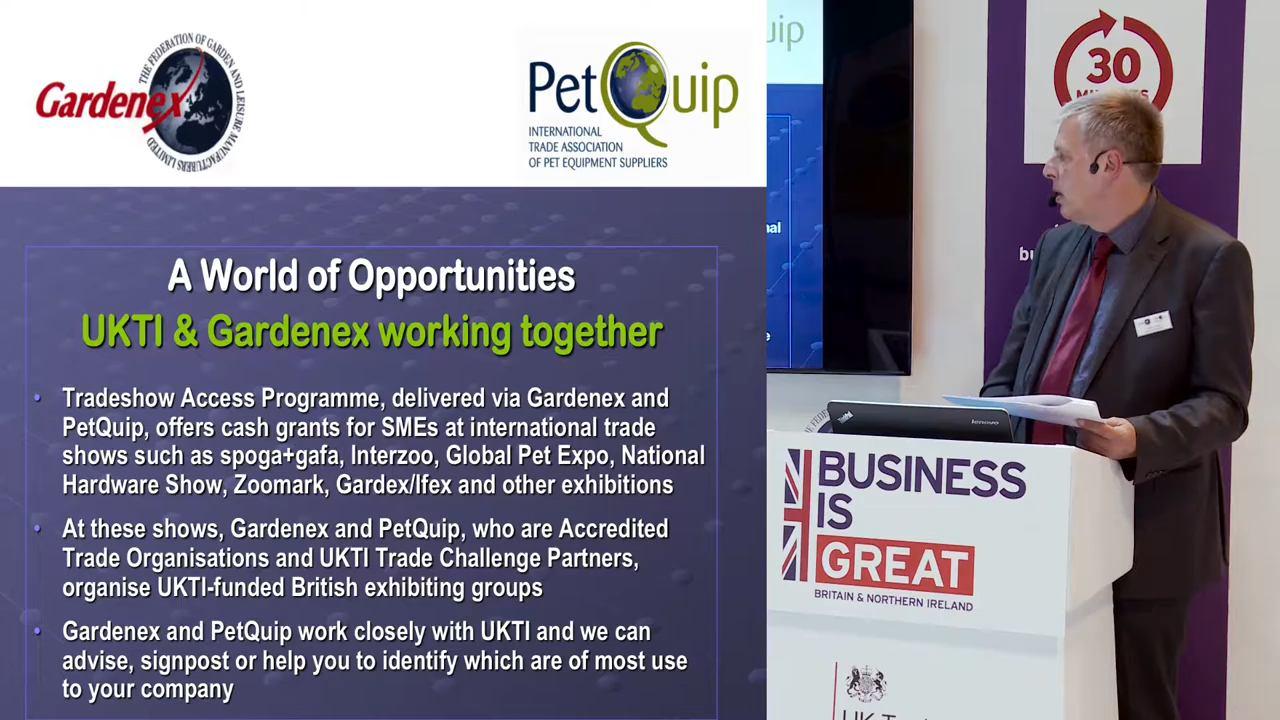 Gardenex
THE FEDERATION OF GARDEN AND LEISURE MANUFACTURERS LIMITED
PetQuip
INTERNATIONAL
TRADE ASSOCIATION
OF PET EQUIPMENT SUPPLIERS
A World of Opportunities
UKTI & Gardenex working together
• Tradeshow Access Programme, delivered via Gardenex and
PetQuip, offers cash grants for SMEs at international trade
shows such as spoga+gafa, Interzoo, Global Pet Expo, National
Hardware Show, Zoomark, Gardex/Ifex and other exhibitions
• At these shows, Gardenex and PetQuip, who are Accredited
Trade Organisations and UKTI Trade Challenge Partners,
organise UKTI-funded British exhibiting groups
• Gardenex and PetQuip work closely with UKTI and we can
advise, signpost or help you to identify which are of most use
to your company
uip
nal
e
30
MINUTES
bu
lenovo
BUSINESS
IS
GREAT
BRITAIN & NORTHERN IRELAND
UK T